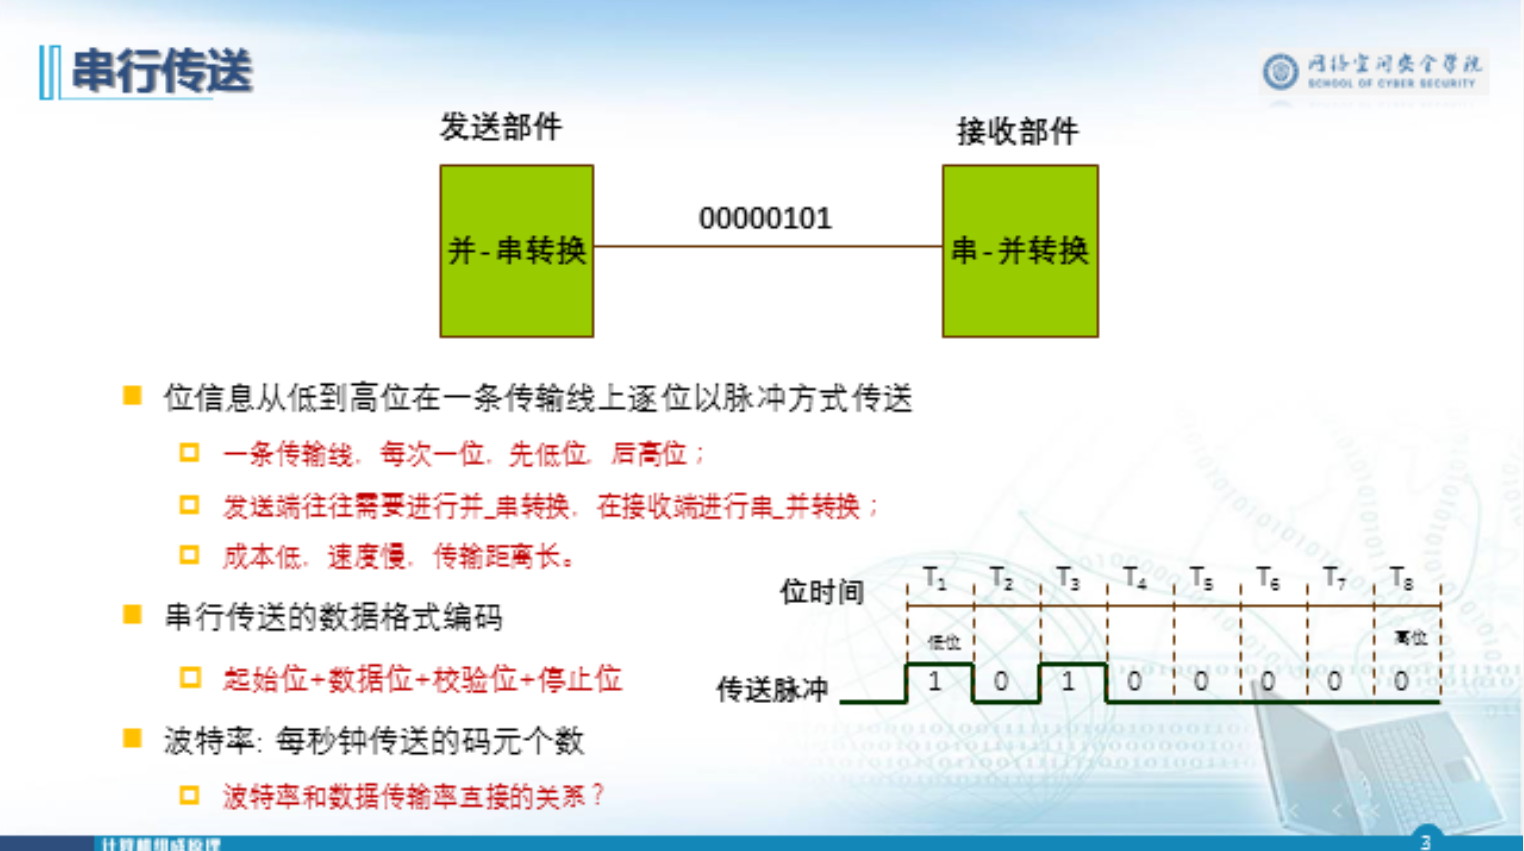 串行传送
网络空间安全学院
SCHOOL OF CYBER SECURITY
发送部件
接收部件
00000101
并-串转换
串-并转换
位信息从低到高位在一条传输线上逐位以脉冲方式传送
一条传输线，每次一位，先低位，后高位；
发送端往往需要进行并_串转换，在接收端进行串_并转换；
成本低，速度慢，传输距离长。
串行传送的数据格式编码
起始位+数据位+校验位+停止位
波特率: 每秒钟传送的码元个数
波特率和数据传输率直接的关系？
位时间
T1 T2 T3 T4 T5 T6 T7 T8
低位
高位
传送脉冲
1 0 1 0 0 0 0 0
计算机组成原理
3